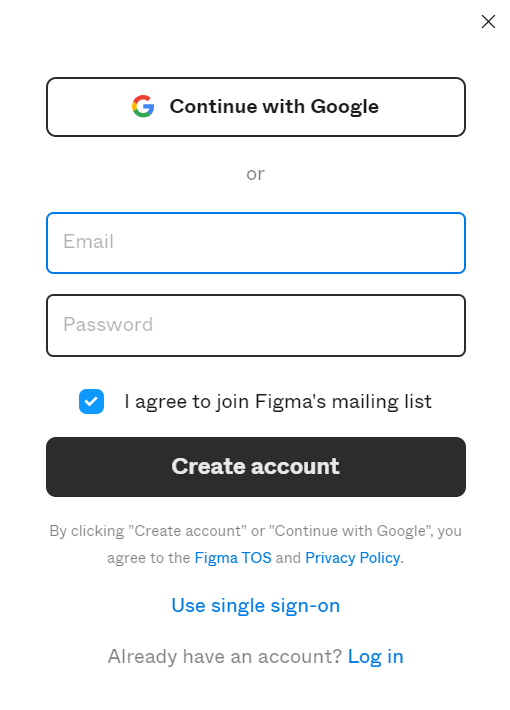 Continue with Google
or
Email
Password
I agree to join Figma's mailing list
Create account
By clicking "Create account" or "Continue with Google", you
agree to the Figma TOS and Privacy Policy.
Use single sign-on
Already have an account? Log in